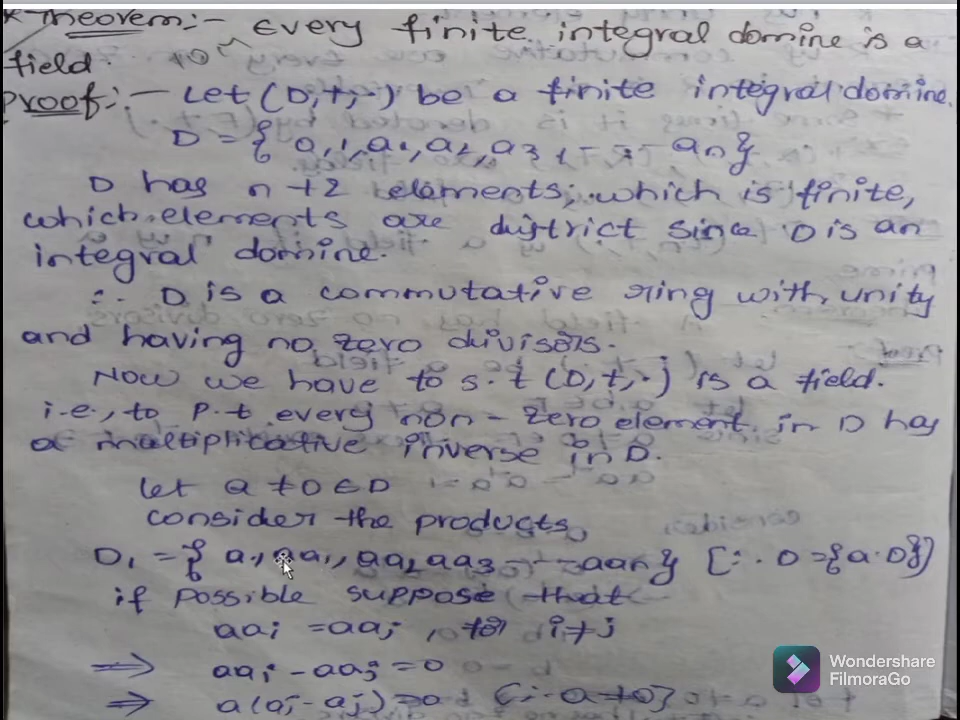 * Theorem:- Every finite integral domine is a
field.
Proof:- Let (D,+,·) be a finite integral domine.
D = { 0, 1, a1, a2, a3, - - - an }
D has n+2 elements, which is finite,
which elements are district since D is an
integral domine.
∴ D is a commutative ring with unity
and having no zero divisors.
Now we have to s.t (D,+,·) is a field.
i.e., to p.t every non-zero element in D has
a multiplicative inverse in D.
Let a ≠ 0 ∈ D
consider the products,
D1 = { a, aa1, aa2, aa3 - - - aan } [∵ D = {a·D}]
if possible suppose that
aai = aaj, for i≠j
⟹ aai - aaj = 0
⟹ a(ai - aj) = 0 {∵ a≠0}
Wondershare
FilmoraGo